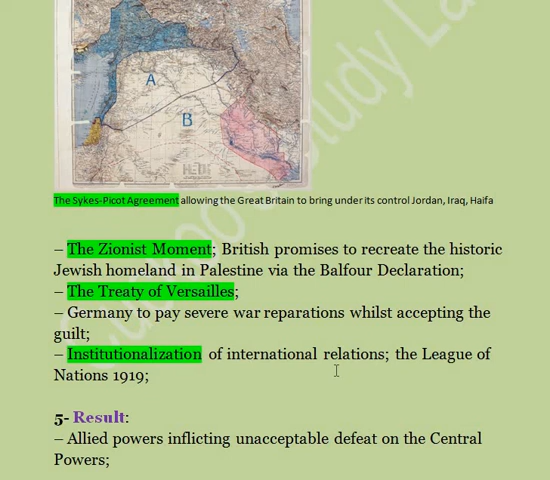 A
B
HEDJ
The Sykes-Picot Agreement allowing the Great Britain to bring under its control Jordan, Iraq, Haifa
– The Zionist Moment; British promises to recreate the historic
Jewish homeland in Palestine via the Balfour Declaration;
– The Treaty of Versailles;
– Germany to pay severe war reparations whilst accepting the
guilt;
– Institutionalization of international relations; the League of
Nations 1919;
5- Result:
– Allied powers inflicting unacceptable defeat on the Central
Powers;